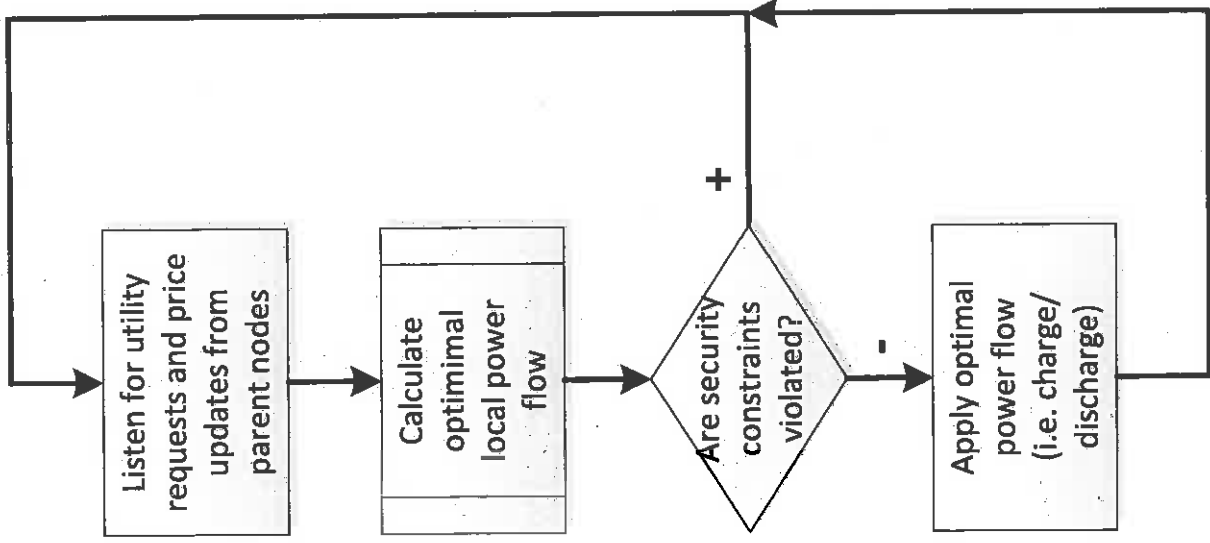 Listen for utility
requests and price
updates from
parent nodes
Calculate
optimimal
local power
flow
Are security
constraints
violated?
+
-
Apply optimal
power flow
(i.e. charge/
discharge)